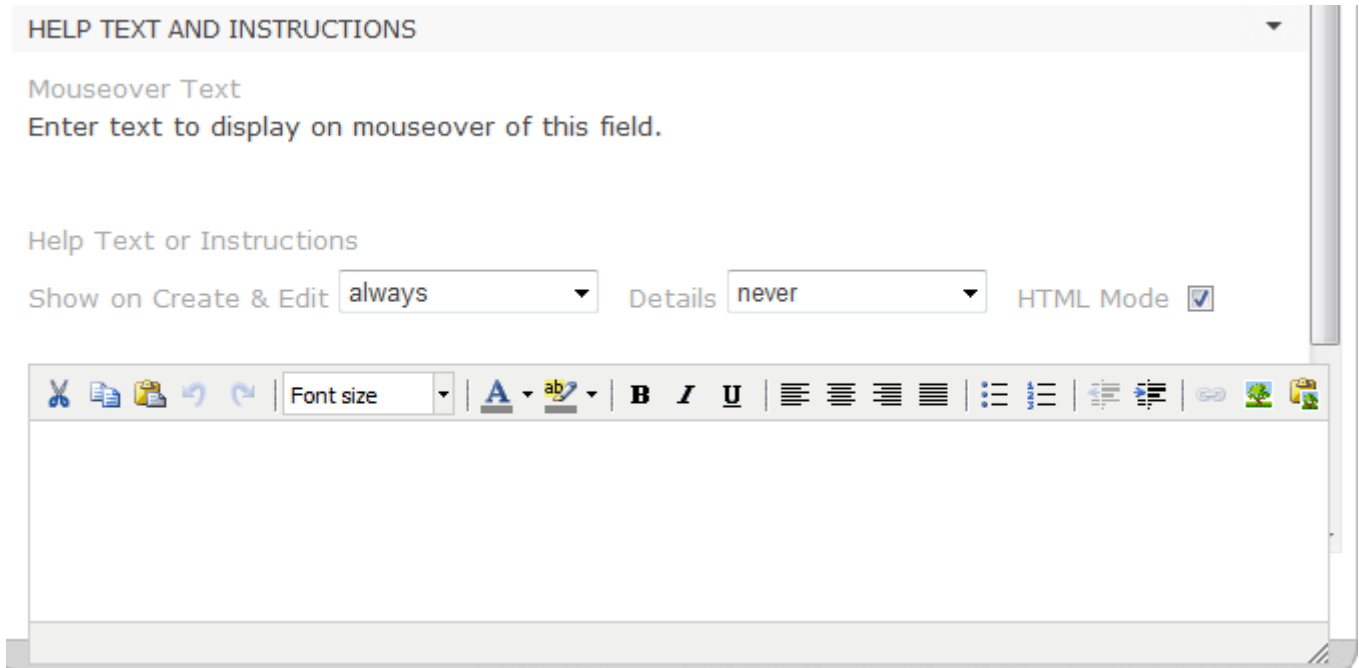 HELP TEXT AND INSTRUCTIONS
Mouseover Text
Enter text to display on mouseover of this field.
Help Text or Instructions
Show on Create & Edit always Details never HTML Mode
Font size A ab B I U